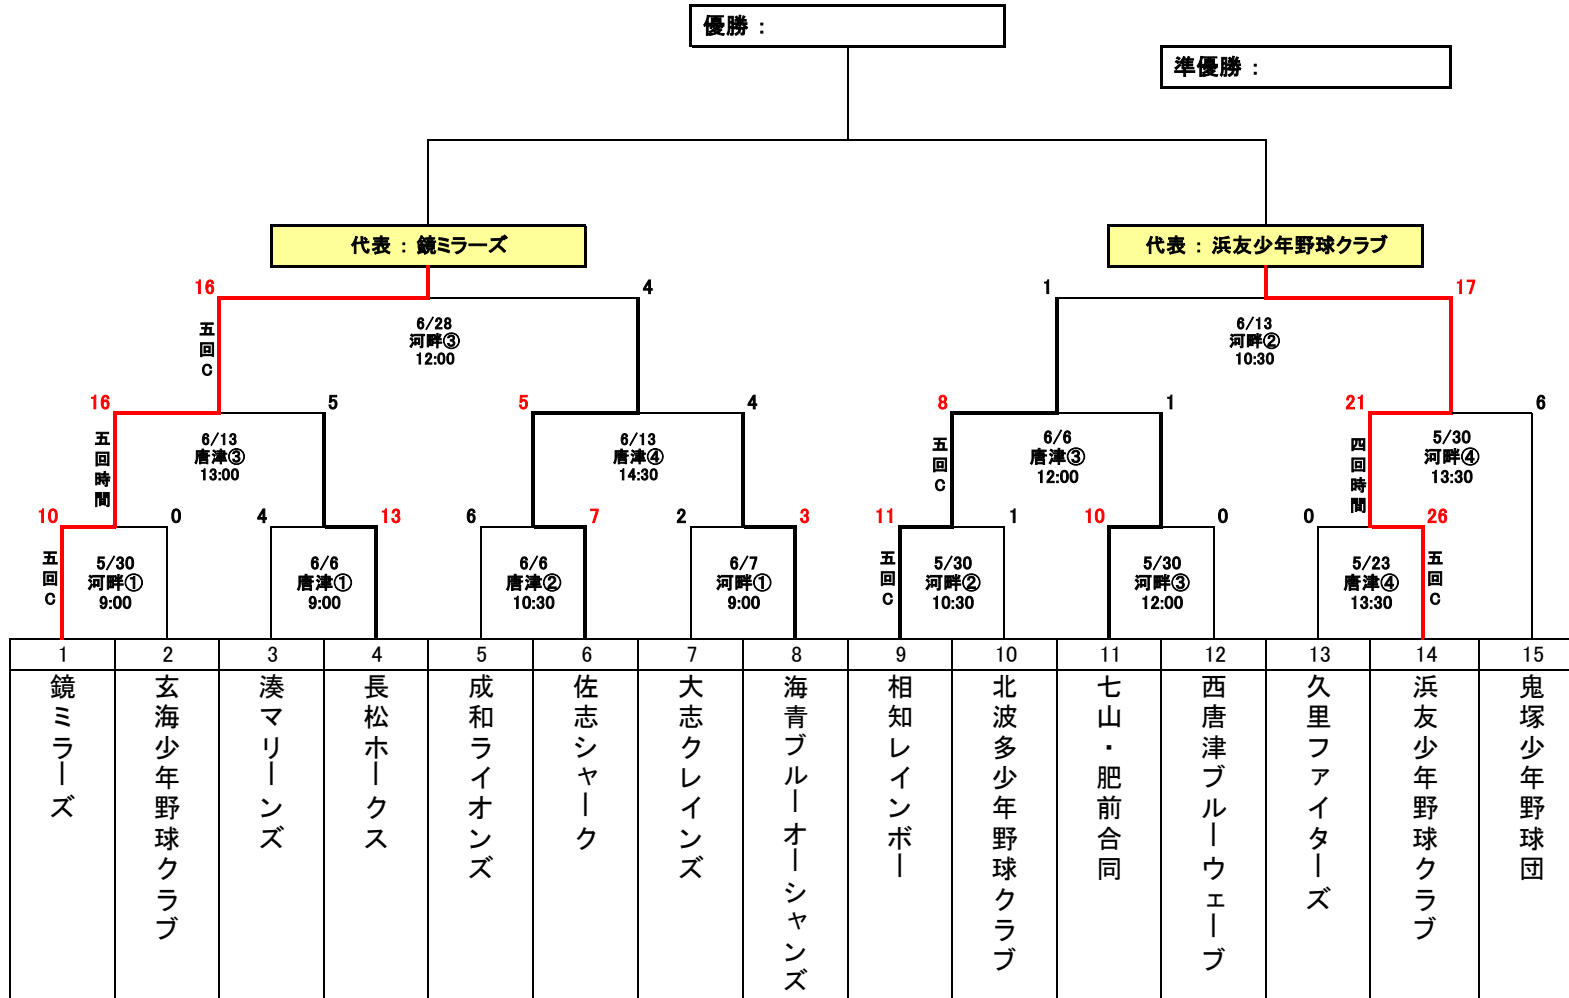 優勝：
準優勝：
代表：鏡ミラーズ
代表：浜友少年野球クラブ
16
4
1
17
五回C
6/28
河畔③
12:00
6/13
河畔②
10:30
16
5
5
4
8
1
21
6
五回時間
6/13
唐津③
13:00
6/13
唐津④
14:30
五回C
6/6
唐津③
12:00
四回時間
5/30
河畔④
13:30
10
0
4
13
6
7
2
3
11
1
10
0
0
26
五回C
5/30
河畔①
9:00
6/6
唐津①
9:00
6/6
唐津②
10:30
6/7
河畔①
9:00
五回C
5/30
河畔②
10:30
5/30
河畔③
12:00
5/23
唐津④
13:30
五回C
1
2
3
4
5
6
7
8
9
10
11
12
13
14
15
鏡ミラーズ
玄海少年野球クラブ
湊マリーンズ
長松ホークス
成和ライオンズ
佐志シャーク
大志クレインズ
海青ブルーオーシャンズ
相知レインボー
北波多少年野球クラブ
七山・肥前合同
西唐津ブルーウェーブ
久里ファイターズ
浜友少年野球クラブ
鬼塚少年野球団